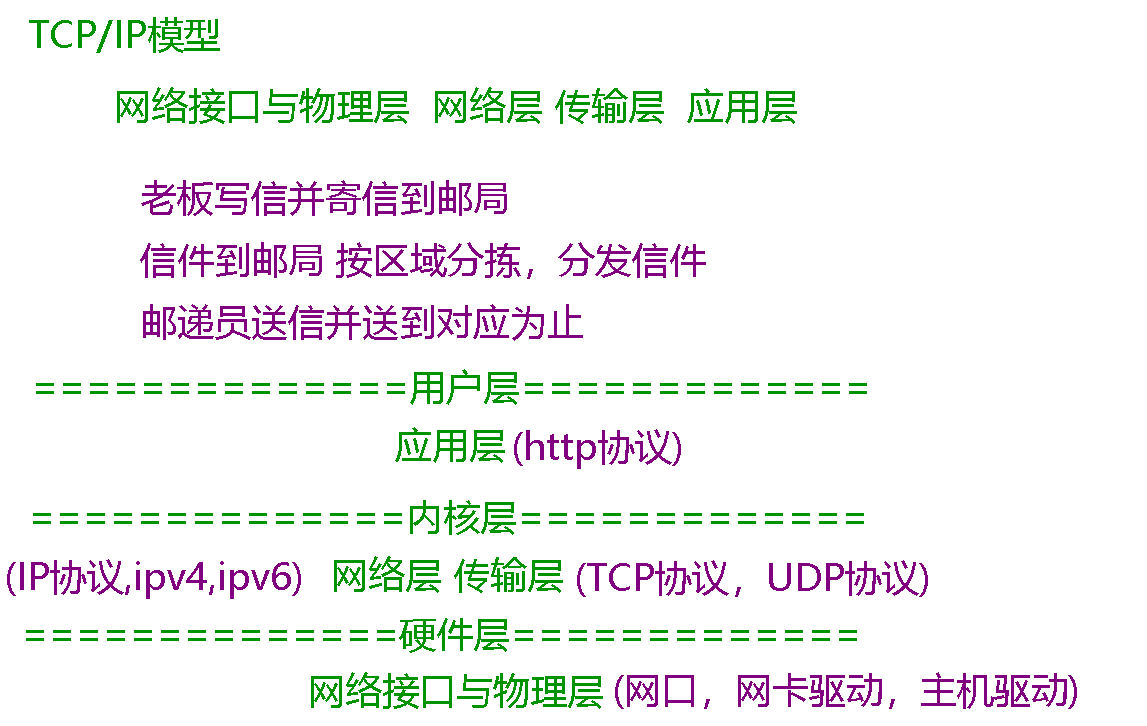 TCP/IP模型
网络接口与物理层 网络层 传输层 应用层
老板写信并寄信到邮局
信件到邮局 按区域分拣，分发信件
邮递员送信并送到对应为止
==============用户层=============
应用层 (http协议)
==============内核层=============
(IP协议,ipv4,ipv6) 网络层 传输层 (TCP协议，UDP协议)
==============硬件层=============
网络接口与物理层 (网口，网卡驱动，主机驱动)